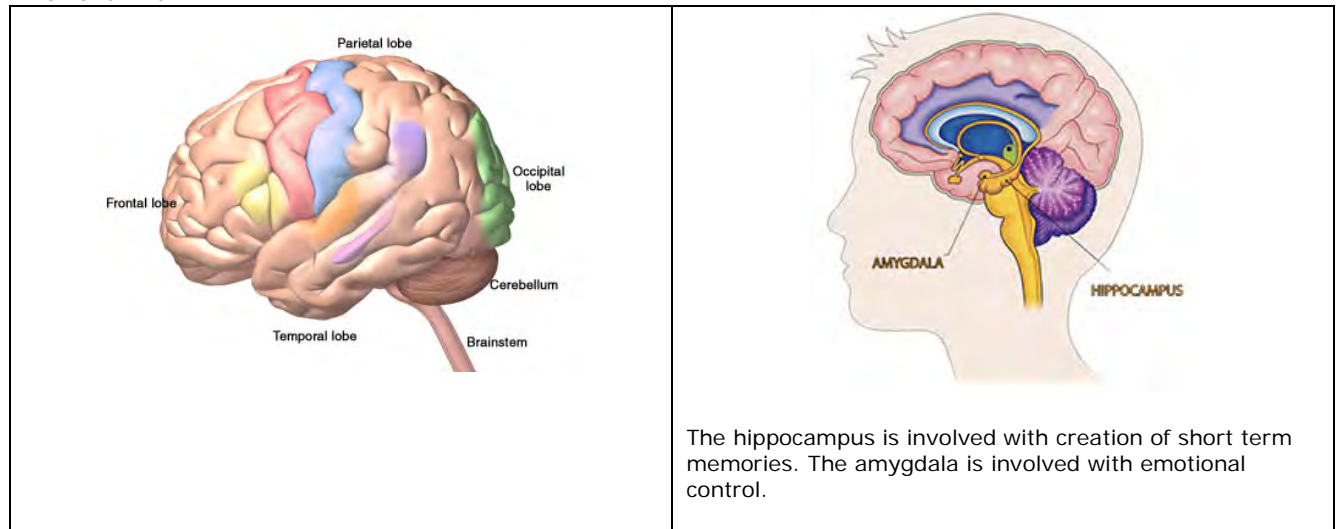 Parietal lobe
Occipital
lobe
Frontal lobe
Cerebellum
Temporal lobe
Brainstem
AMYGDALA
HIPPOCAMPUS
The hippocampus is involved with creation of short term
memories. The amygdala is involved with emotional
control.